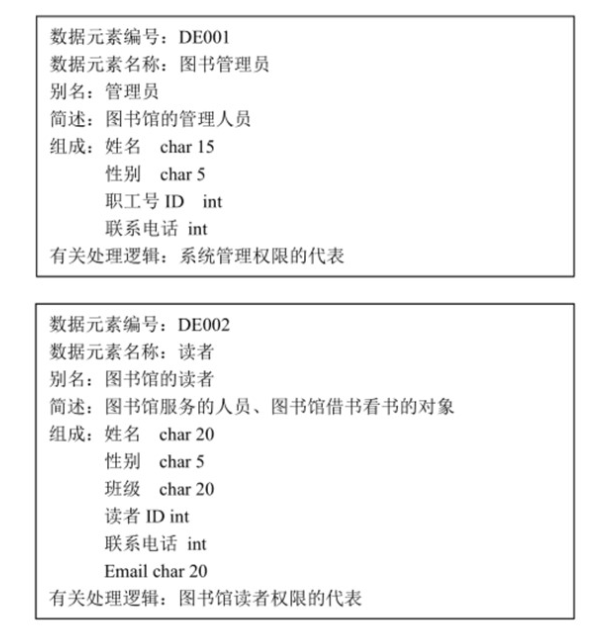 数据元素编号：DE001
数据元素名称：图书管理员
别名：管理员
简述：图书馆的管理人员
组成：姓名 char 15
性别 char 5
职工号 ID int
联系电话 int
有关处理逻辑：系统管理权限的代表
数据元素编号：DE002
数据元素名称：读者
别名：图书馆的读者
简述：图书馆服务的人员、图书馆借书看书的对象
组成：姓名 char 20
性别 char 5
班级 char 20
读者 ID int
联系电话 int
Email char 20
有关处理逻辑：图书馆读者权限的代表